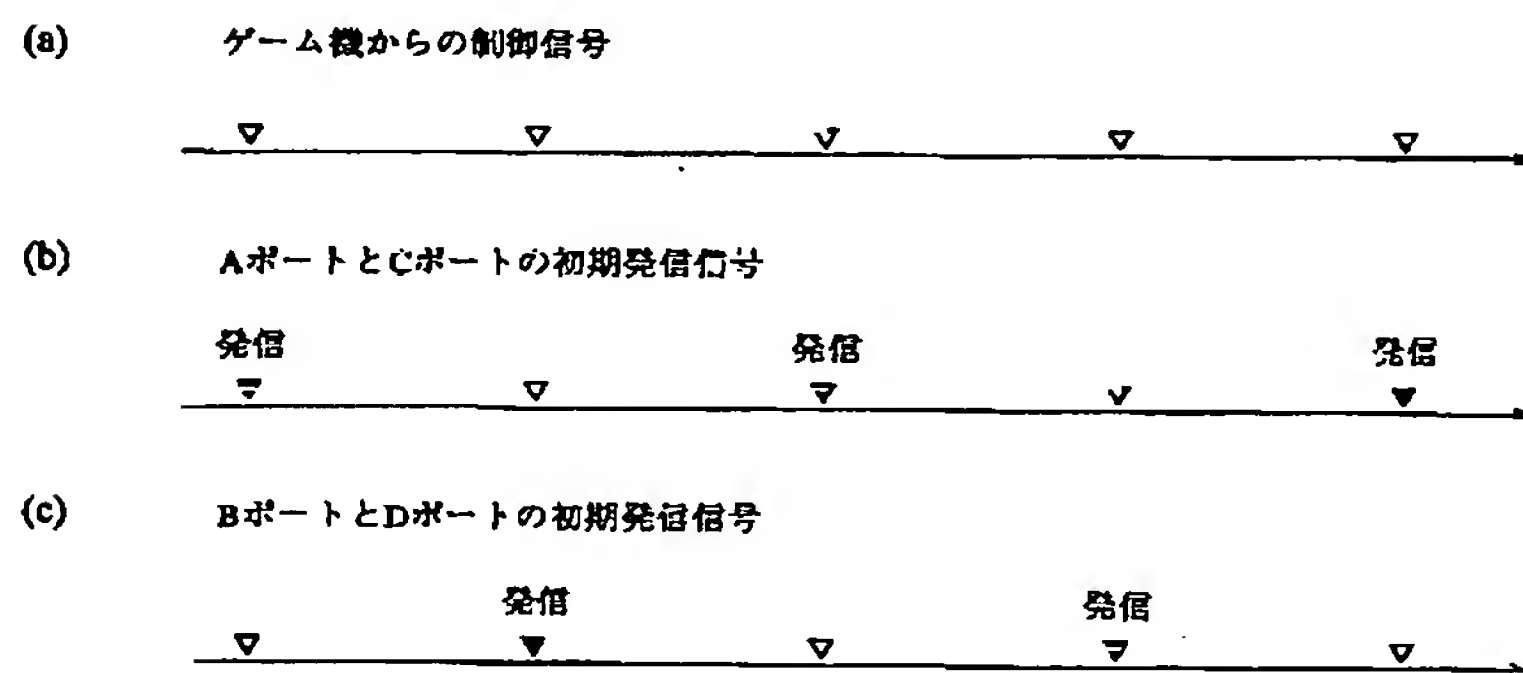 (a) ゲーム機からの制御信号
(b) AポートとCポートの初期発信信号
発信 発信 発信
(c) BポートとDポートの初期発信信号
発信 発信